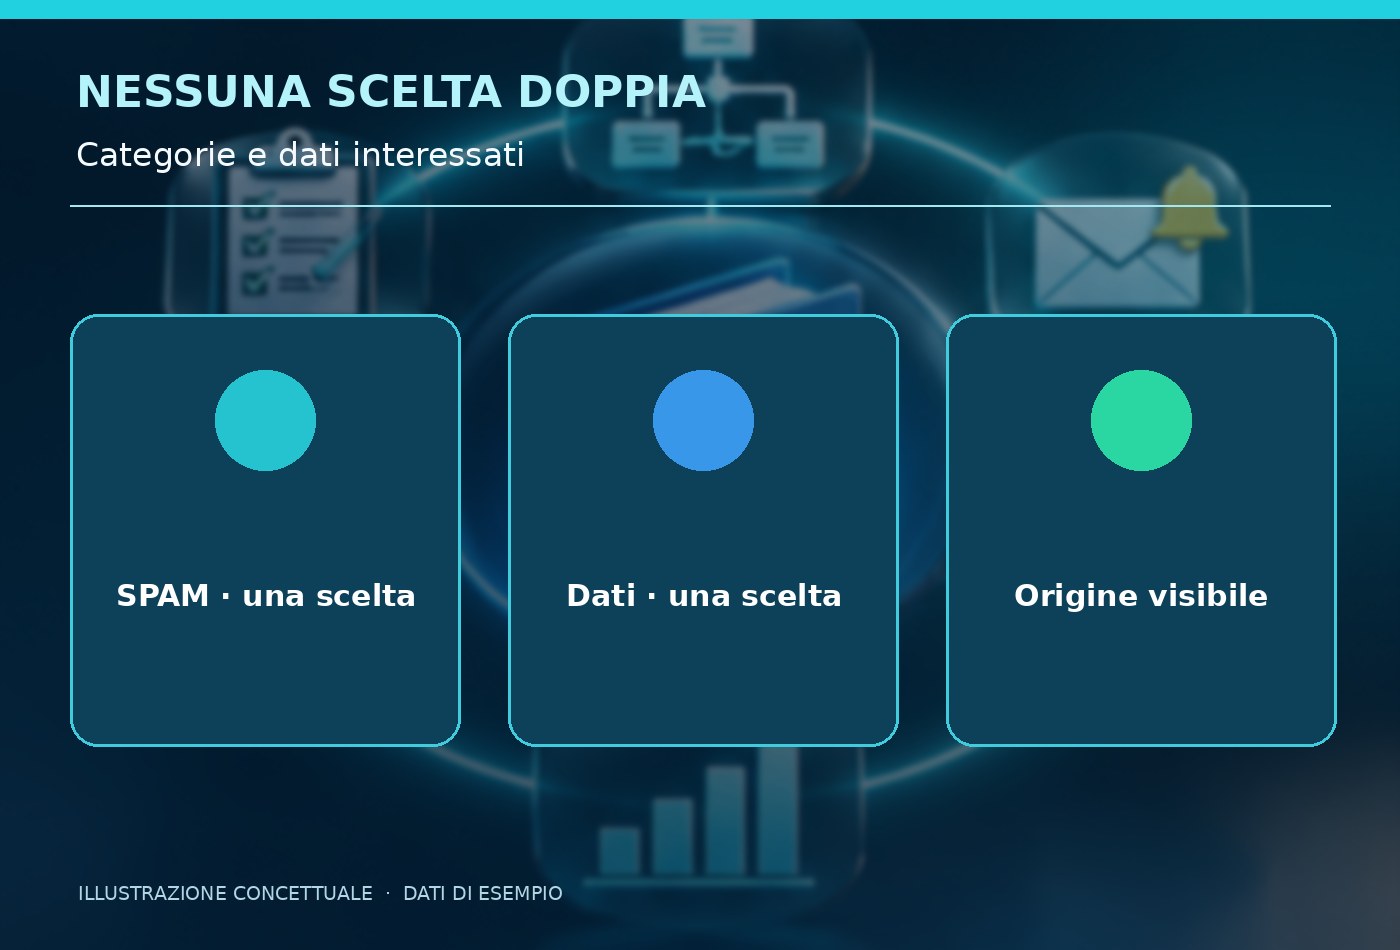 NESSUNA SCELTA DOPPIA
Categorie e dati interessati
SPAM · una scelta
Dati · una scelta
Origine visibile
ILLUSTRAZIONE CONCETTUALE · DATI DI ESEMPIO